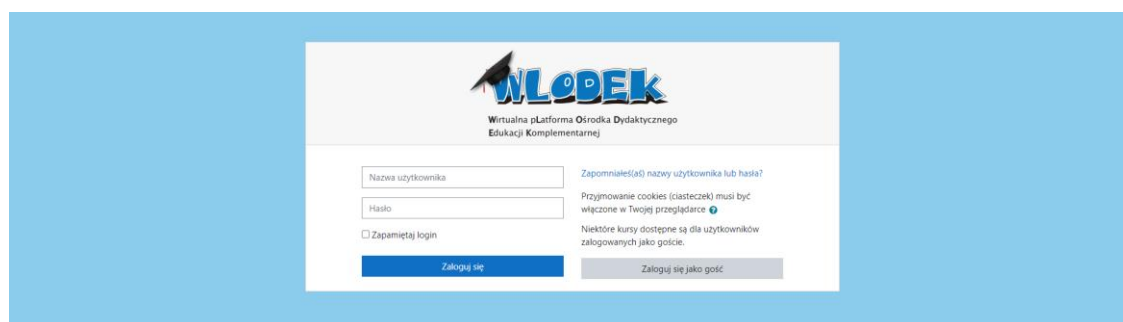 WLODEK
Wirtualna pLatforma Ośrodka Dydaktycznego
Edukacji Komplementarnej
Nazwa użytkownika
Hasło
Zapamiętaj login
Zaloguj się
Zapomniałeś(aś) nazwy użytkownika lub hasła?
Przyjmowanie cookies (ciasteczek) musi być
włączone w Twojej przeglądarce
Niektóre kursy dostępne są dla użytkowników
zalogowanych jako goście.
Zaloguj się jako gość